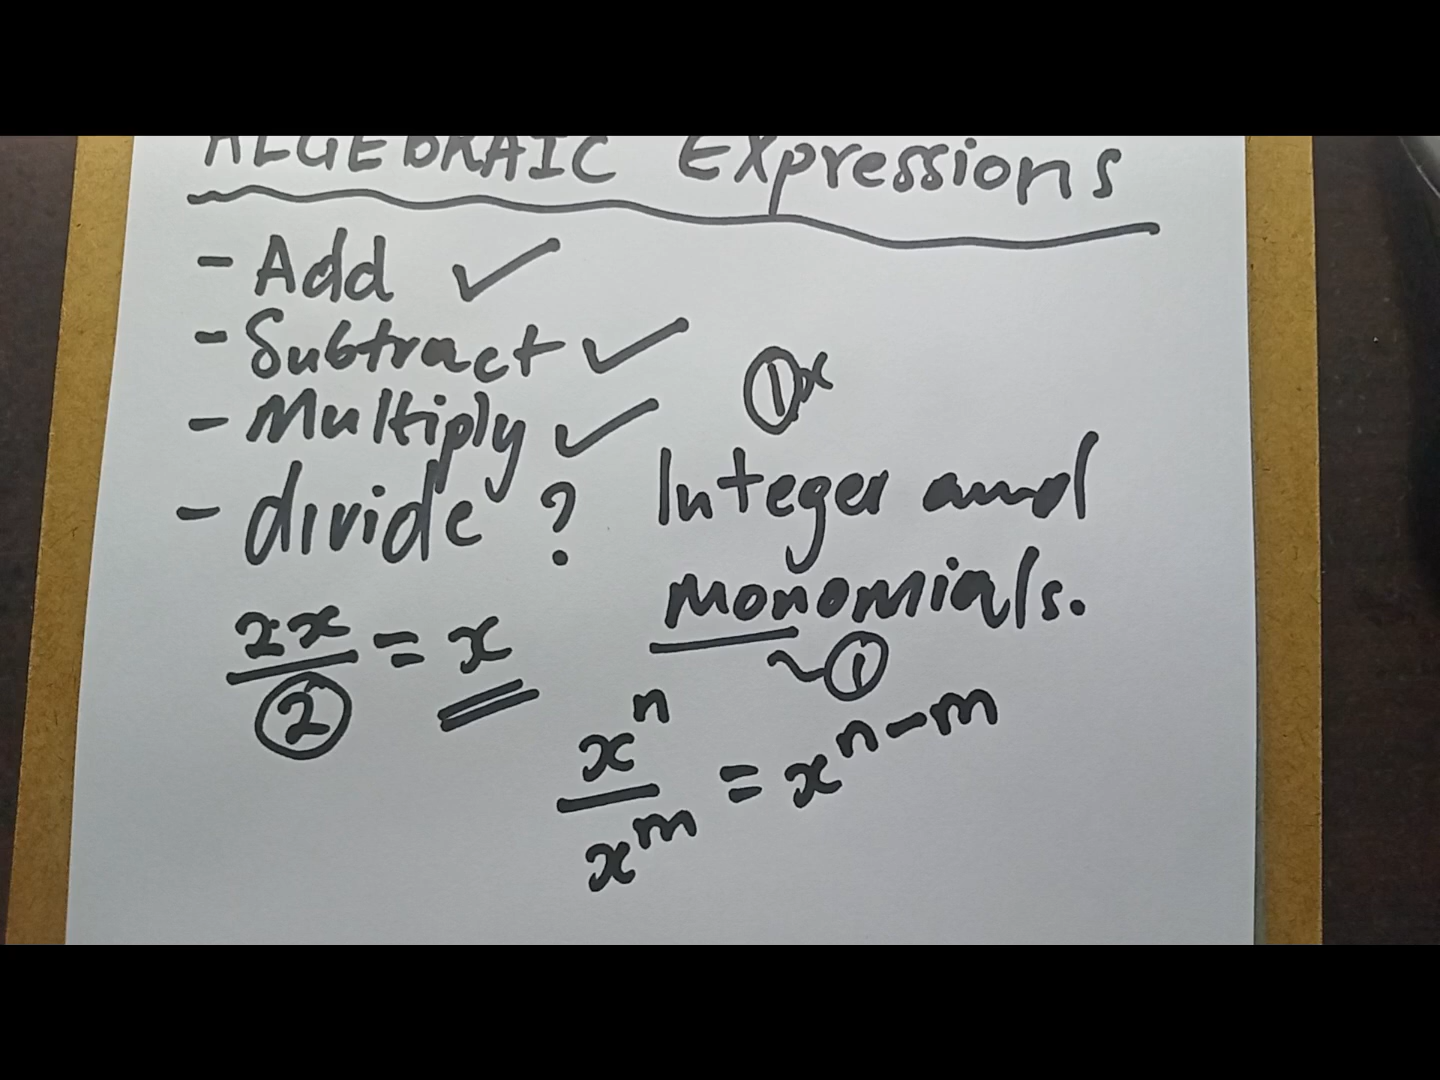 ALGEBRAIC Expressions
- Add ✓
- Subtract ✓
- Multiply ✓
- divide ?
①x
Integer and
monomials.
~①
2x/② = x
x^n/x^m = x^n-m